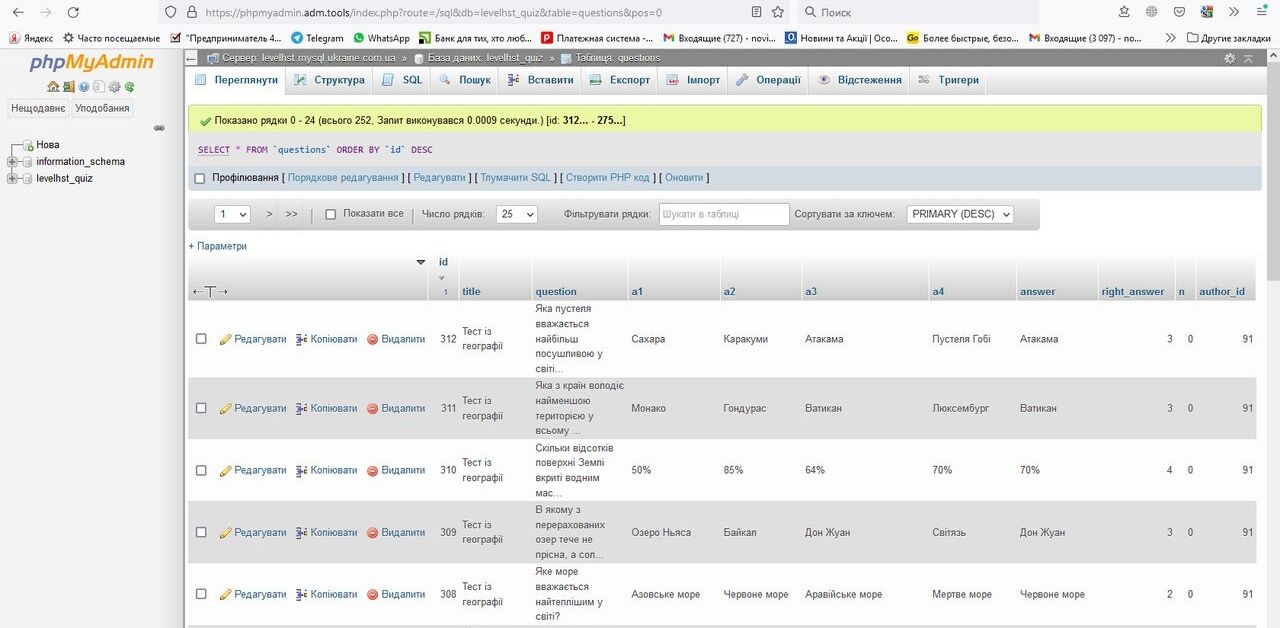 https://phpmyadmin.adm.tools/index.php?route=/sql&db=levelhst_quiz&table=questions&pos=0
Поиск
Яндекс Часто посещаемые "Предприниматель 4... Telegram WhatsApp Банк для тих, хто люб... Платежная система -... Входящие (727) - novi... Новини та Акції | Осо... Более быстрые, безо... Входящие (3 097) - no... Другие закладки
phpMyAdmin
Нещодавнє Уподобання
Нова
information_schema
levelhst_quiz
Сервер: levelhst.mysql.ukraine.com.ua » База даних: levelhst_quiz » Таблиця: questions
Переглянути Структура SQL Пошук Вставити Експорт Імпорт Операції Відстеження Тригери
Показано рядки 0 - 24 (всього 252, Запит виконувався 0.0009 секунди.) [id: 312... - 275...]
SELECT * FROM `questions` ORDER BY `id` DESC
Профілювання [ Порядкове редагування ] [ Редагувати ] [ Тлумачити SQL ] [ Створити PHP код ] [ Оновити ]
1 > >> | Показати все | Число рядків: 25 Фільтрувати рядки: Шукати в таблиці Сортувати за ключем: PRIMARY (DESC)
+ Параметри
←T→ id 1 title question a1 a2 a3 a4 answer right_answer n author_id
Редагувати Копіювати Видалити 312
Тест із
географії
Яка пустеля
вважається
найбільш
посушливою у
світі...
Сахара Каракуми Атакама Пустеля Гобі Атакама 3 0 91
Редагувати Копіювати Видалити 311
Тест із
географії
Яка з країн володіє
найменшою
територією у
всьому ...
Монако Гондурас Ватикан Люксембург Ватикан 3 0 91
Редагувати Копіювати Видалити 310
Тест із
географії
Скільки відсотків
поверхні Землі
вкриті водним
мас...
50% 85% 64% 70% 70% 4 0 91
Редагувати Копіювати Видалити 309
Тест із
географії
В якому з
перерахованих
озер тече не
прісна, а сол...
Озеро Ньяса Байкал Дон Жуан Світязь Дон Жуан 3 0 91
Редагувати Копіювати Видалити 308
Тест із
географії
Яке море
вважається
найтеплішим у
світі?
Азовське море Червоне море Аравійське море Мертве море Червоне море 2 0 91